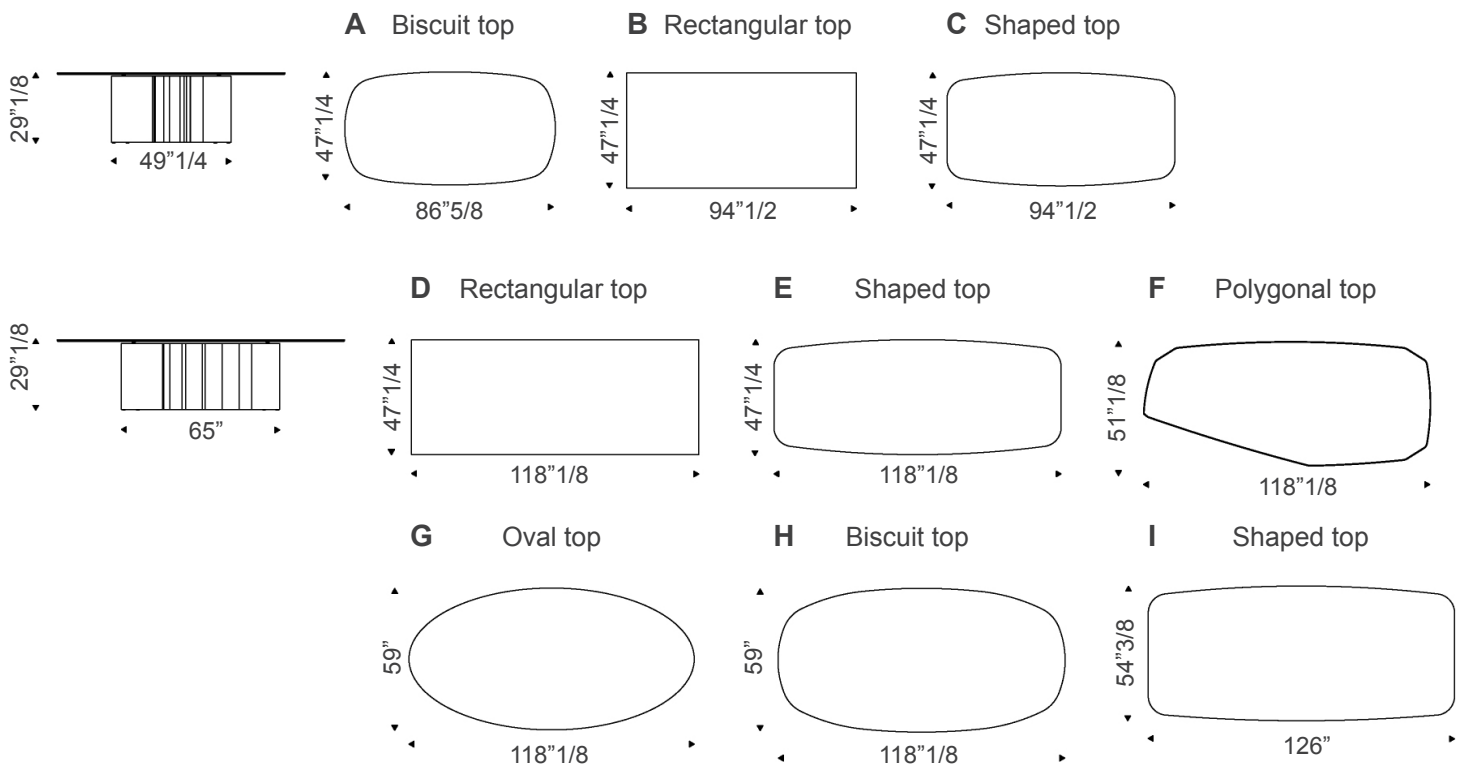 A Biscuit top
B Rectangular top
C Shaped top
29”1/8
49”1/4
47”1/4
86”5/8
47”1/4
94”1/2
47”1/4
94”1/2
D Rectangular top
E Shaped top
F Polygonal top
29”1/8
65”
47”1/4
118”1/8
47”1/4
118”1/8
51”1/8
118”1/8
G Oval top
H Biscuit top
I Shaped top
59”
118”1/8
59”
118”1/8
54”3/8
126”